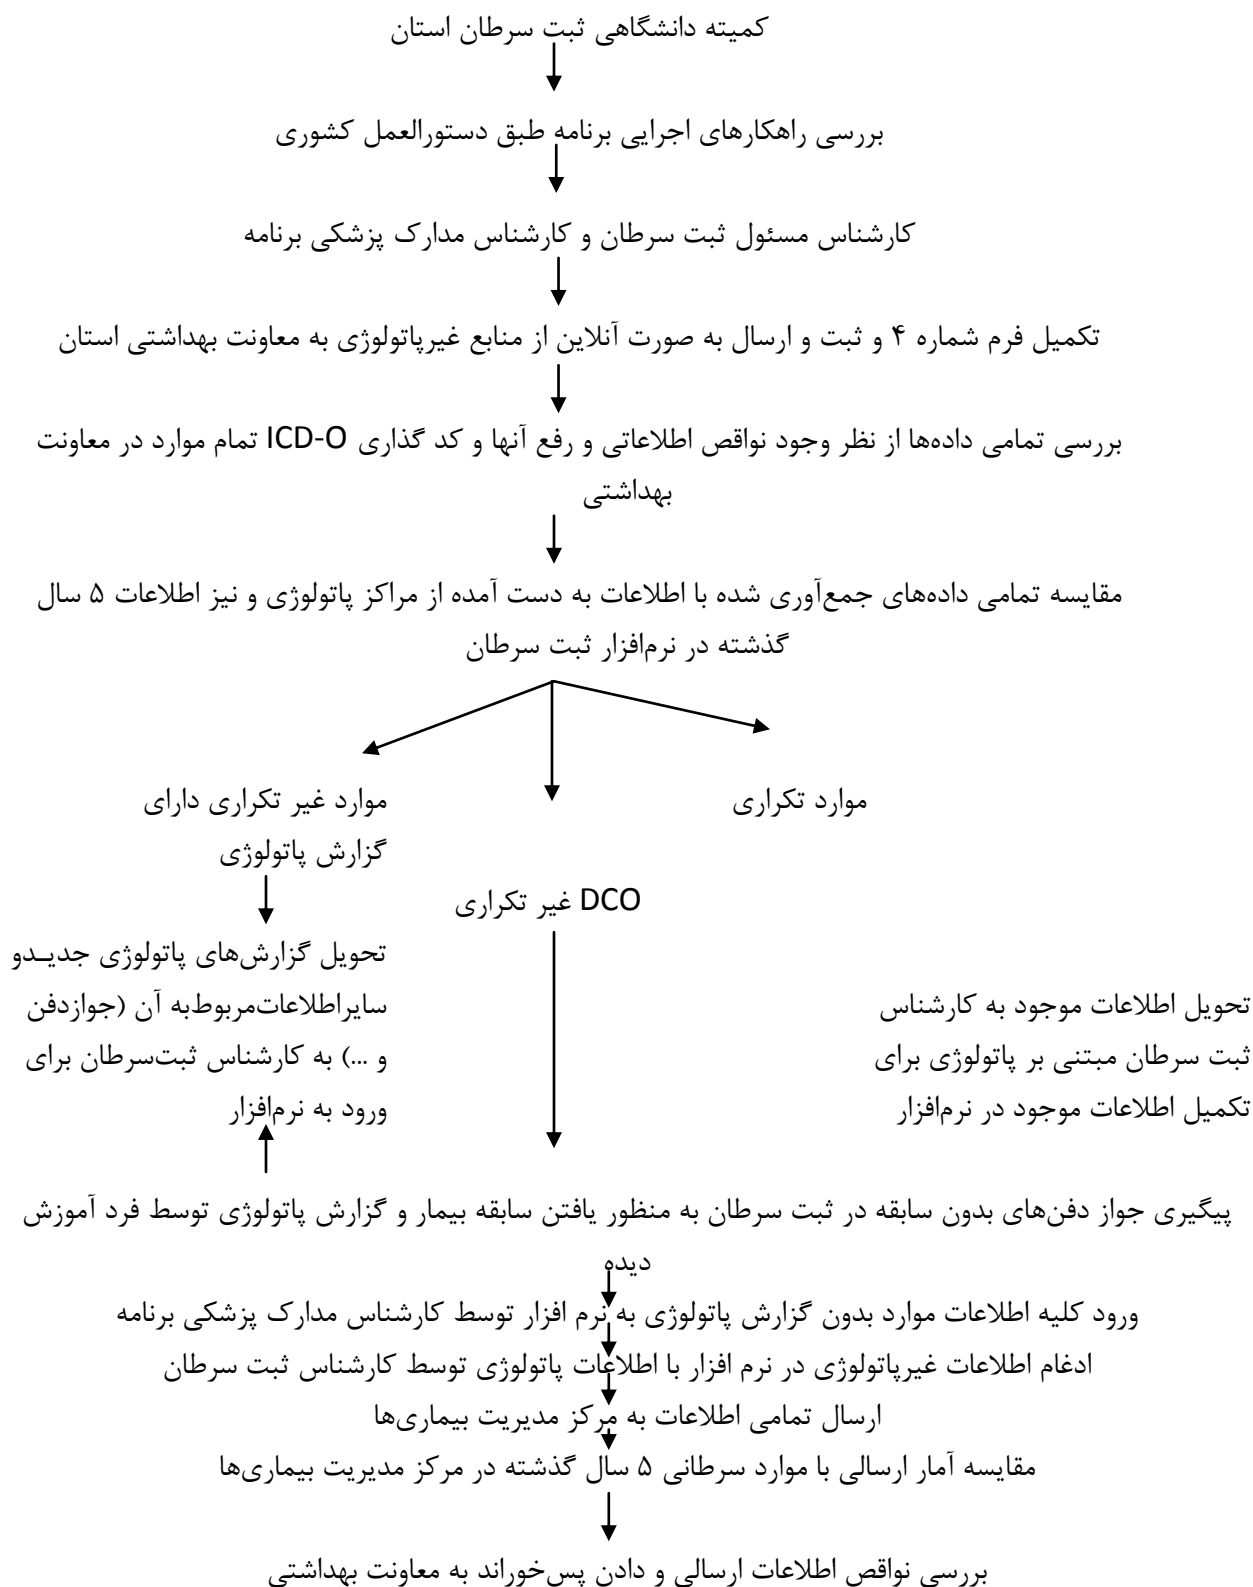 کمیته دانشگاهی ثبت سرطان استان
بررسی راهکارهای اجرایی برنامه طبق دستورالعمل کشوری
کارشناس مسئول ثبت سرطان و کارشناس مدارک پزشکی برنامه
تکمیل فرم شماره ۴ و ثبت و ارسال به صورت آنلاین از منابع غیرپاتولوژی به معاونت بهداشتی استان
بررسی تمامی داده‌ها از نظر وجود نواقص اطلاعاتی و رفع آنها و کد گذاری ICD-O تمام موارد در معاونت
بهداشتی
مقایسه تمامی داده‌های جمع‌آوری شده با اطلاعات به دست آمده از مراکز پاتولوژی و نیز اطلاعات ۵ سال
گذشته در نرم‌افزار ثبت سرطان
موارد تکراری
تحویل اطلاعات موجود به کارشناس
ثبت سرطان مبتنی بر پاتولوژی برای
تکمیل اطلاعات موجود در نرم‌افزار
DCO غیر تکراری
موارد غیر تکراری دارای
گزارش پاتولوژی
تحویل گزارش‌های پاتولوژی جدیـدو
سایراطلاعات‌مربوط‌به آن (جوازدفن
و ...) به کارشناس ثبت‌سرطان برای
ورود به نرم‌افزار
پیگیری جواز دفن‌های بدون سابقه در ثبت سرطان به منظور یافتن سابقه بیمار و گزارش پاتولوژی توسط فرد آموزش
دیده
ورود کلیه اطلاعات موارد بدون گزارش پاتولوژی به نرم افزار توسط کارشناس مدارک پزشکی برنامه
ادغام اطلاعات غیرپاتولوژی در نرم افزار با اطلاعات پاتولوژی توسط کارشناس ثبت سرطان
ارسال تمامی اطلاعات به مرکز مدیریت بیماری‌ها
مقایسه آمار ارسالی با موارد سرطانی ۵ سال گذشته در مرکز مدیریت بیماری‌ها
بررسی نواقص اطلاعات ارسالی و دادن پس‌خوراند به معاونت بهداشتی